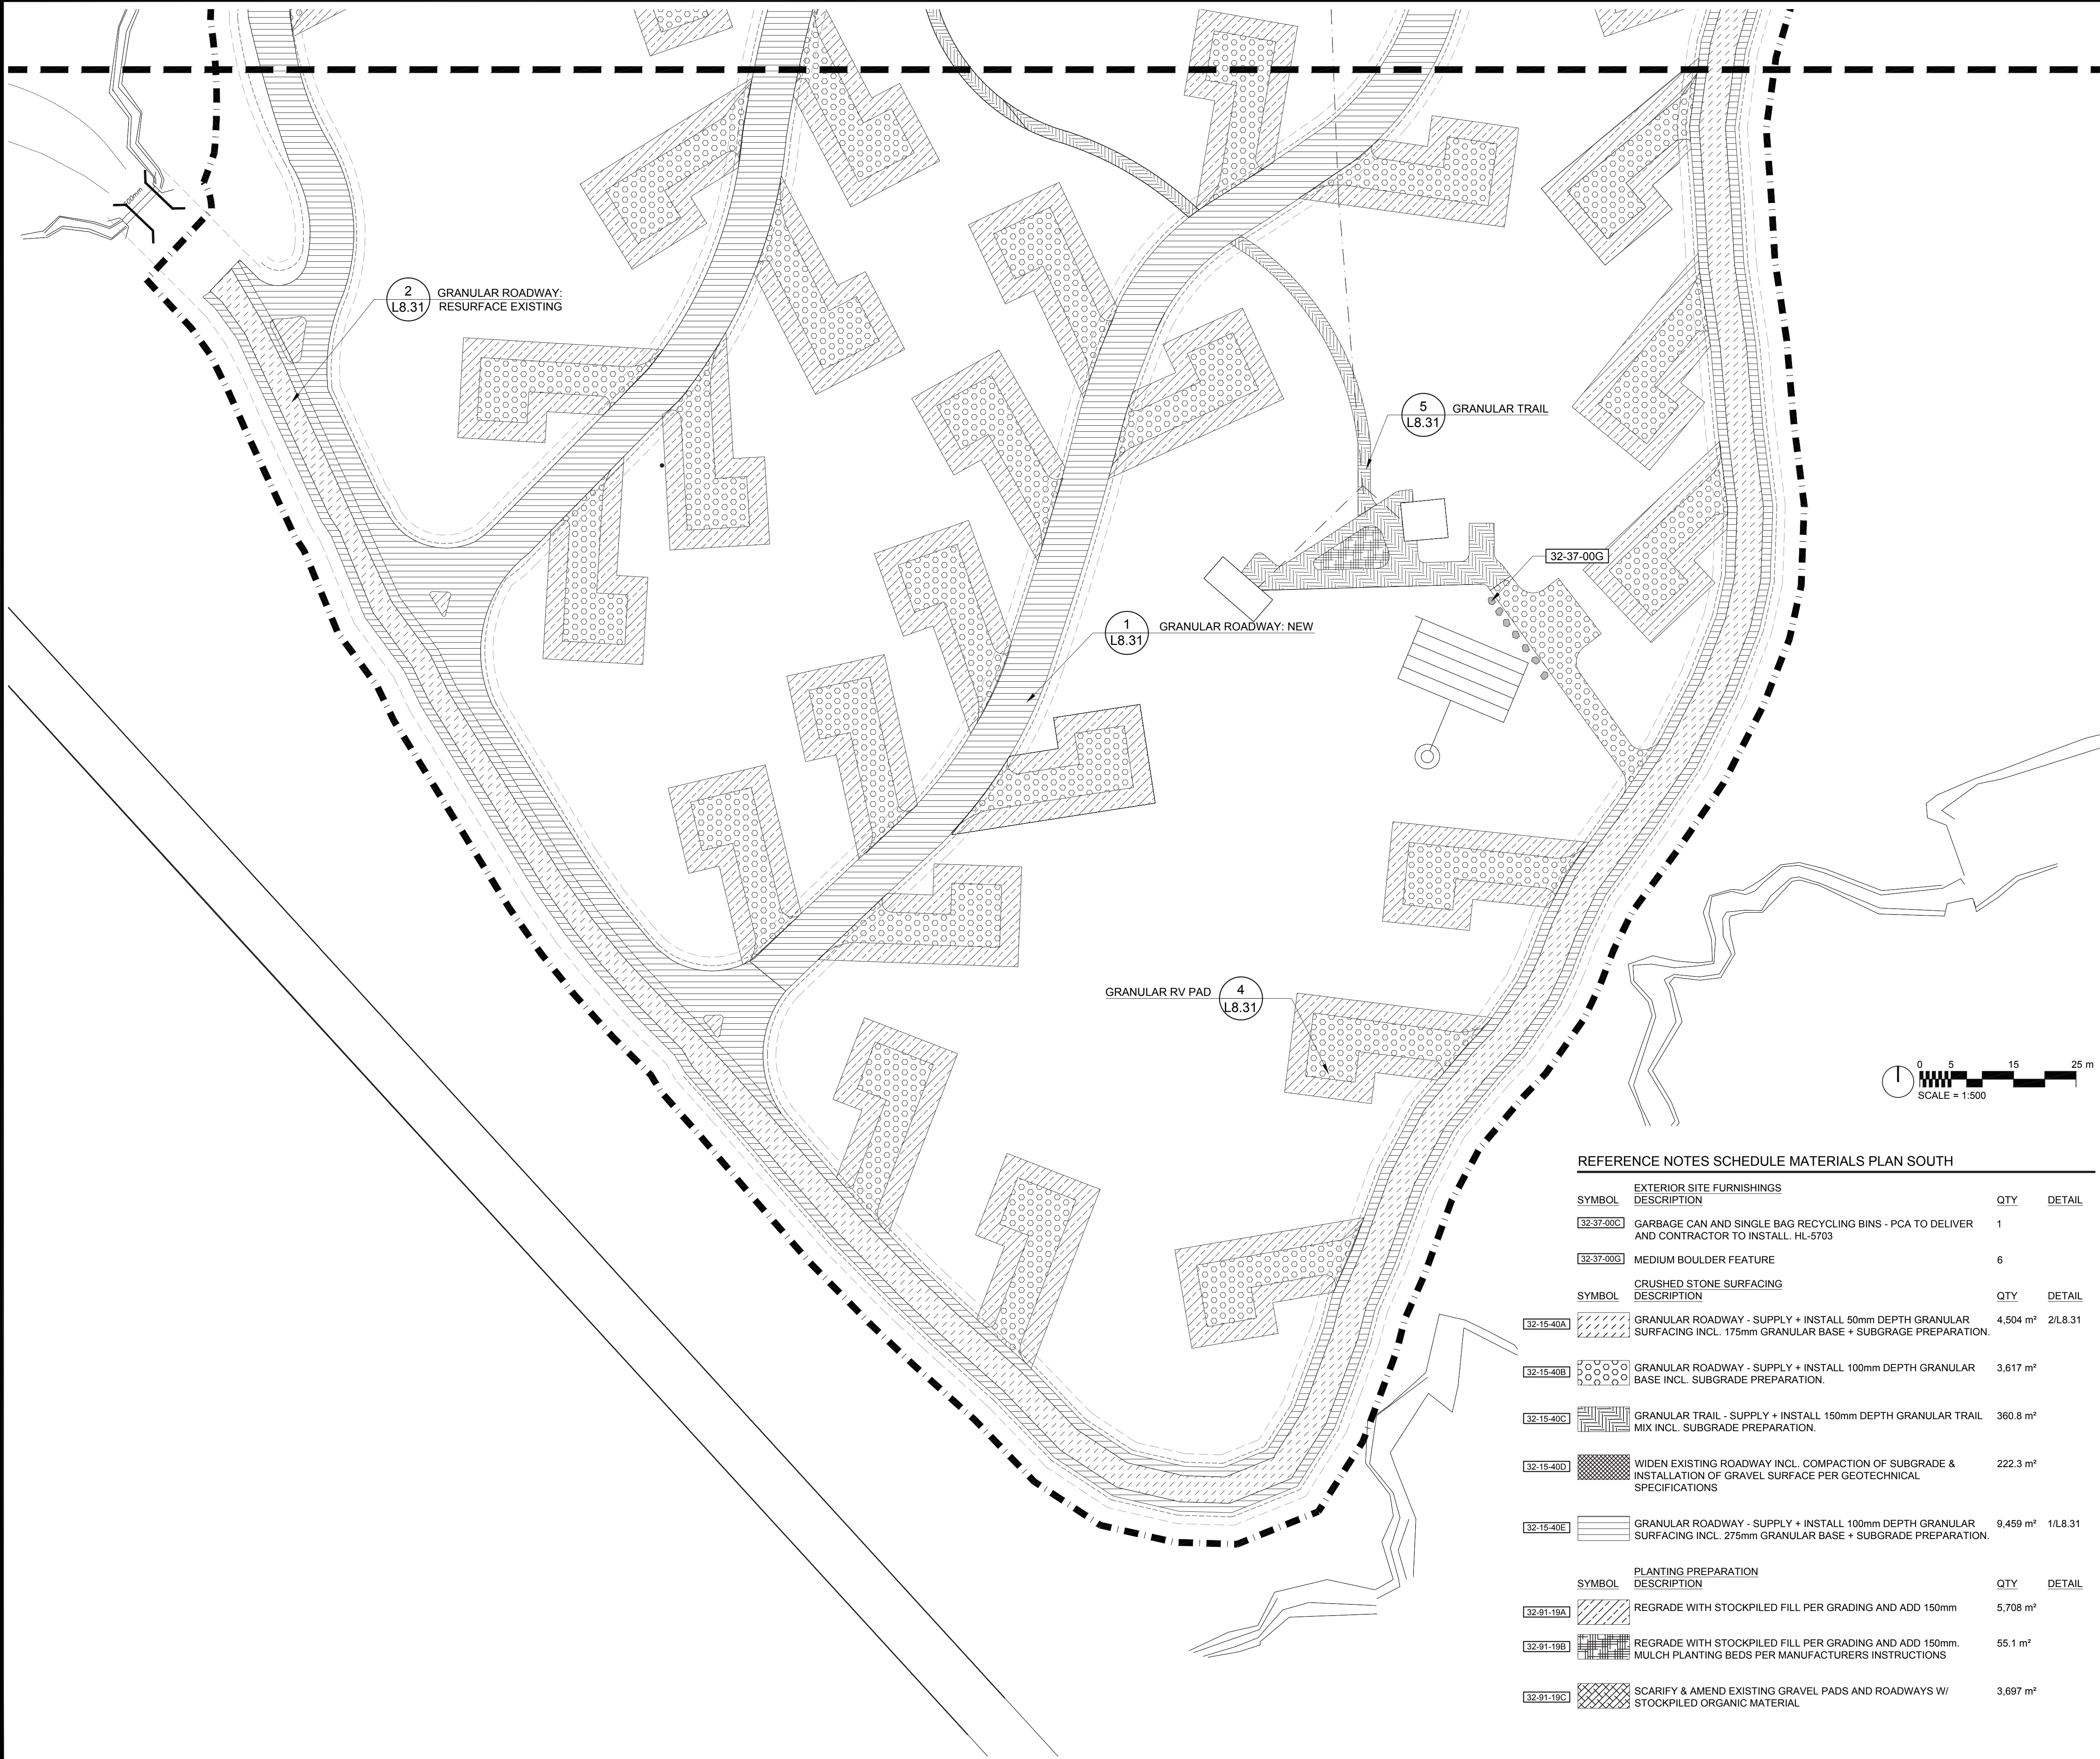 2
L8.31
GRANULAR ROADWAY:
RESURFACE EXISTING
5
L8.31
GRANULAR TRAIL
32-37-00G
1
L8.31
GRANULAR ROADWAY: NEW
GRANULAR RV PAD
4
L8.31
0 5 15 25 m
SCALE = 1:500
REFERENCE NOTES SCHEDULE MATERIALS PLAN SOUTH
EXTERIOR SITE FURNISHINGS
SYMBOL DESCRIPTION QTY DETAIL
32-37-00C GARBAGE CAN AND SINGLE BAG RECYCLING BINS - PCA TO DELIVER 1
AND CONTRACTOR TO INSTALL. HL-5703
32-37-00G MEDIUM BOULDER FEATURE 6
CRUSHED STONE SURFACING
SYMBOL DESCRIPTION QTY DETAIL
32-15-40A GRANULAR ROADWAY - SUPPLY + INSTALL 50mm DEPTH GRANULAR 4,504 m² 2/L8.31
SURFACING INCL. 175mm GRANULAR BASE + SUBGRAGE PREPARATION.
32-15-40B GRANULAR ROADWAY - SUPPLY + INSTALL 100mm DEPTH GRANULAR 3,617 m²
BASE INCL. SUBGRADE PREPARATION.
32-15-40C GRANULAR TRAIL - SUPPLY + INSTALL 150mm DEPTH GRANULAR TRAIL 360.8 m²
MIX INCL. SUBGRADE PREPARATION.
32-15-40D WIDEN EXISTING ROADWAY INCL. COMPACTION OF SUBGRADE & 222.3 m²
INSTALLATION OF GRAVEL SURFACE PER GEOTECHNICAL
SPECIFICATIONS
32-15-40E GRANULAR ROADWAY - SUPPLY + INSTALL 100mm DEPTH GRANULAR 9,459 m² 1/L8.31
SURFACING INCL. 275mm GRANULAR BASE + SUBGRADE PREPARATION.
PLANTING PREPARATION
SYMBOL DESCRIPTION QTY DETAIL
32-91-19A REGRADE WITH STOCKPILED FILL PER GRADING AND ADD 150mm 5,708 m²
32-91-19B REGRADE WITH STOCKPILED FILL PER GRADING AND ADD 150mm. 55.1 m²
MULCH PLANTING BEDS PER MANUFACTURERS INSTRUCTIONS
32-91-19C SCARIFY & AMEND EXISTING GRAVEL PADS AND ROADWAYS W/ 3,697 m²
STOCKPILED ORGANIC MATERIAL